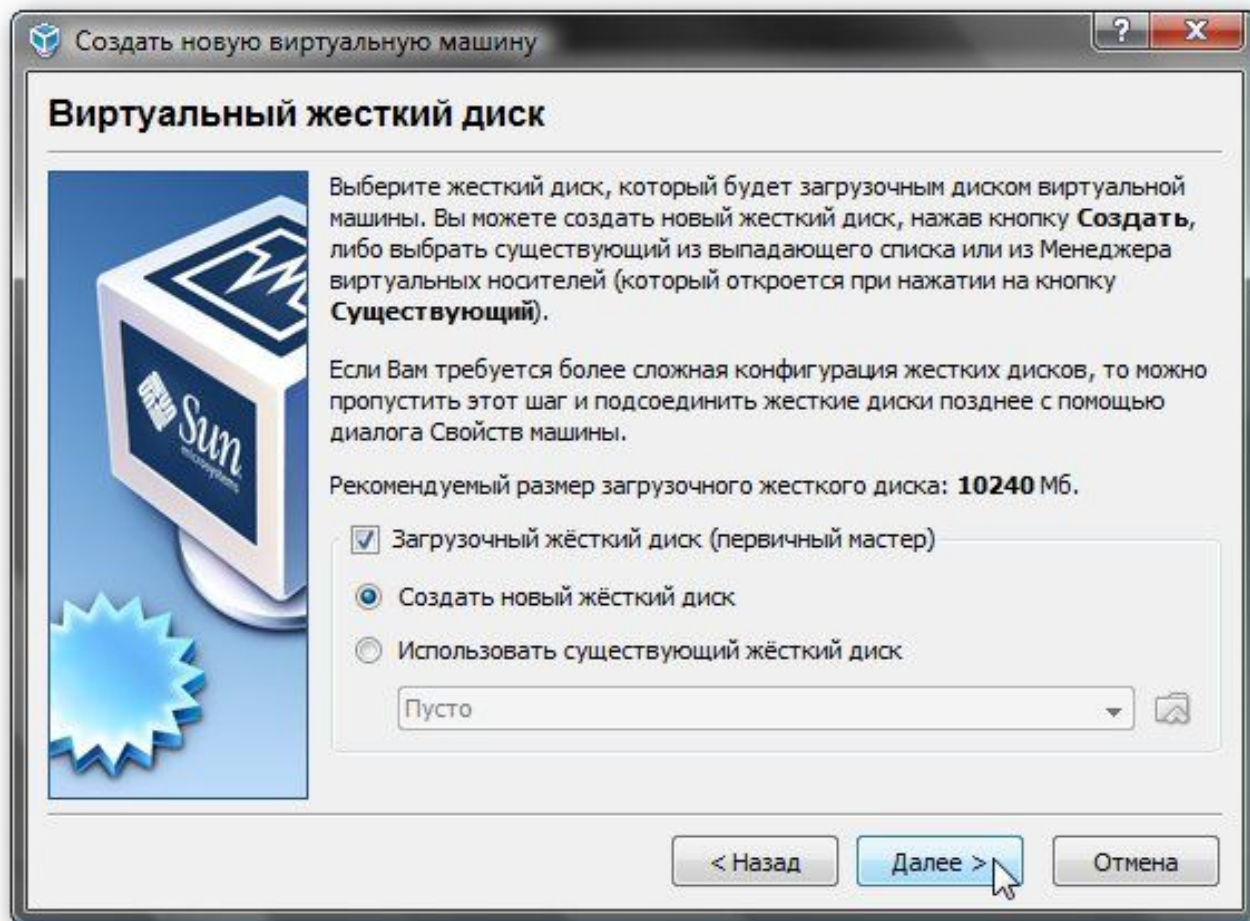 Создать новую виртуальную машину
?
X
Виртуальный жесткий диск
Выберите жесткий диск, который будет загрузочным диском виртуальной
машины. Вы можете создать новый жесткий диск, нажав кнопку Создать,
либо выбрать существующий из выпадающего списка или из Менеджера
виртуальных носителей (который откроется при нажатии на кнопку
Существующий).
Если Вам требуется более сложная конфигурация жестких дисков, то можно
пропустить этот шаг и подсоединить жесткие диски позднее с помощью
диалога Свойств машины.
Рекомендуемый размер загрузочного жесткого диска: 10240 Мб.
Sun
microsystems
Загрузочный жёсткий диск (первичный мастер)
Создать новый жёсткий диск
Использовать существующий жёсткий диск
Пусто
< Назад
Далее >
Отмена